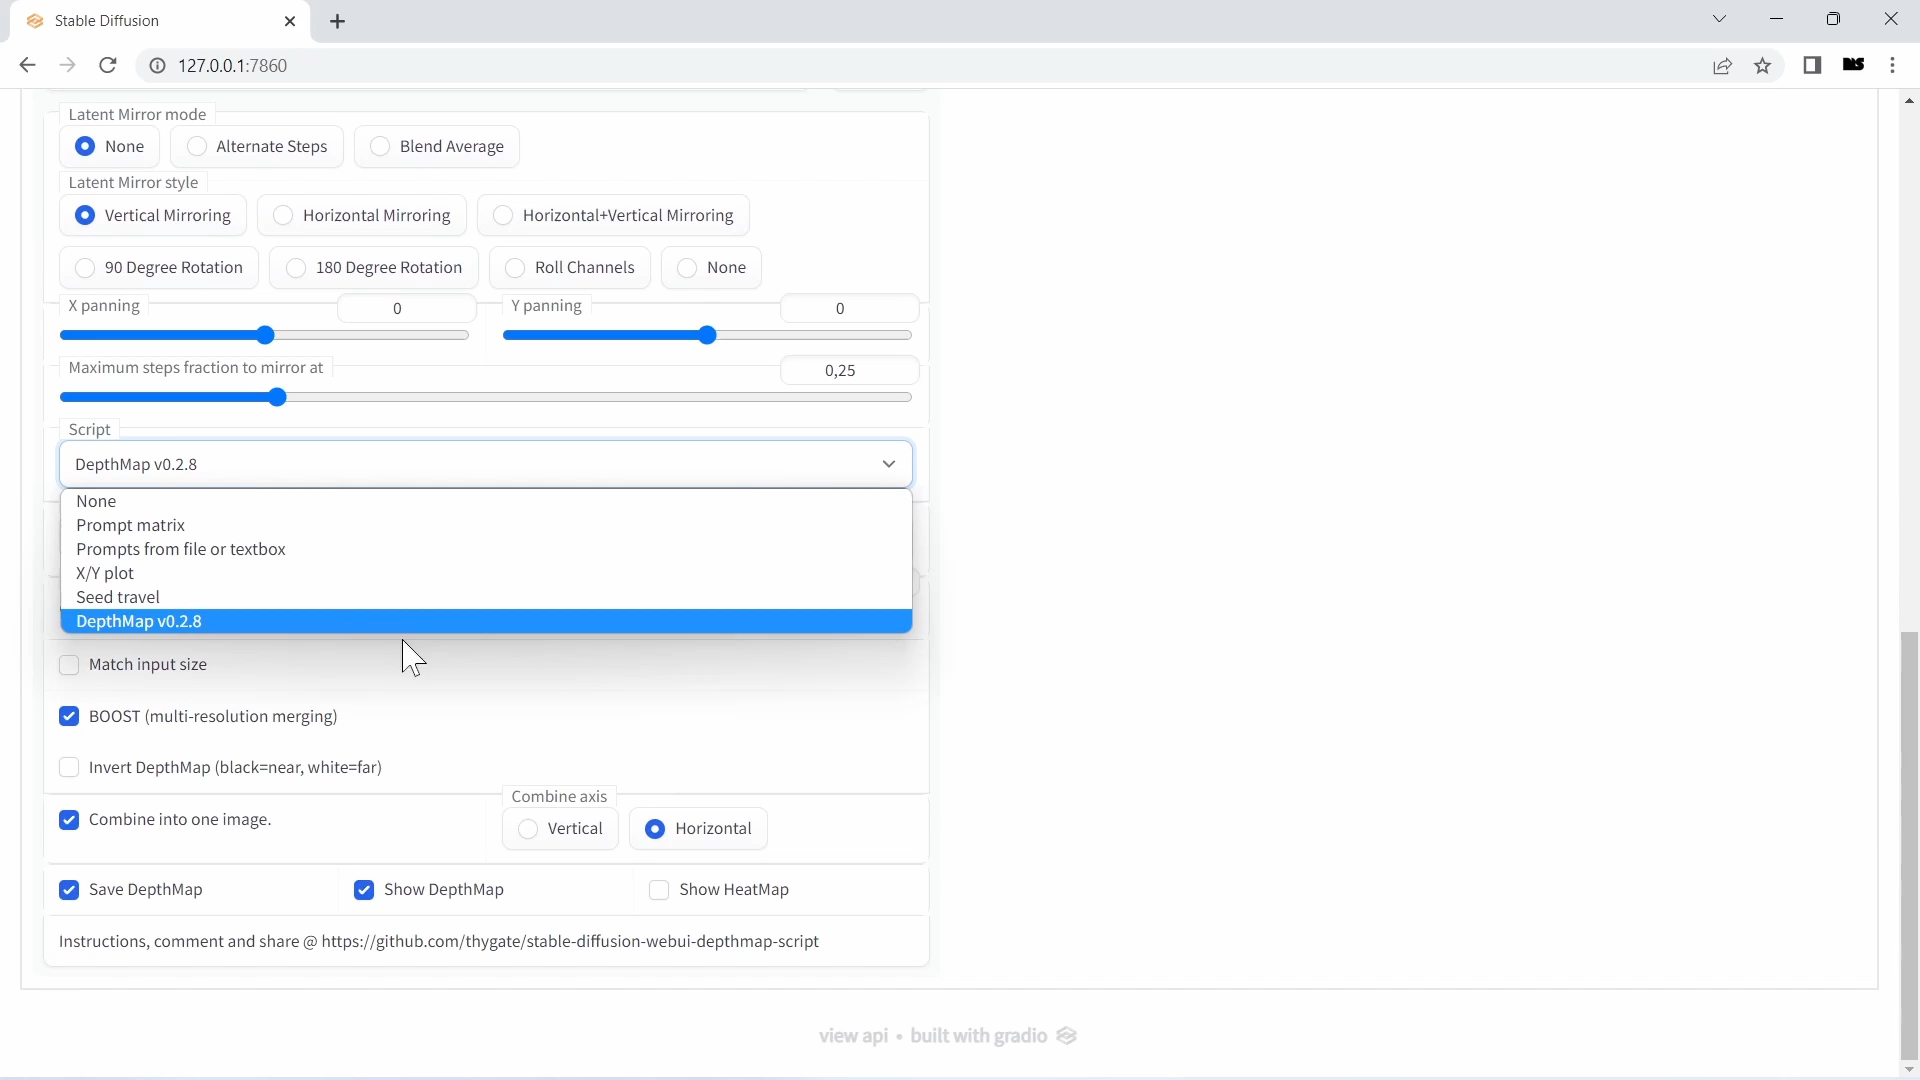 Stable Diffusion
127.0.0.1:7860
Latent Mirror mode
None Alternate Steps Blend Average
Latent Mirror style
Vertical Mirroring Horizontal Mirroring Horizontal+Vertical Mirroring
90 Degree Rotation 180 Degree Rotation Roll Channels None
X panning 0 Y panning 0
Maximum steps fraction to mirror at 0,25
Script
DepthMap v0.2.8
None
Prompt matrix
Prompts from file or textbox
X/Y plot
Seed travel
DepthMap v0.2.8
Match input size
BOOST (multi-resolution merging)
Invert DepthMap (black=near, white=far)
Combine axis
Combine into one image. Vertical Horizontal
Save DepthMap Show DepthMap Show HeatMap
Instructions, comment and share @ https://github.com/thygate/stable-diffusion-webui-depthmap-script
view api • built with gradio